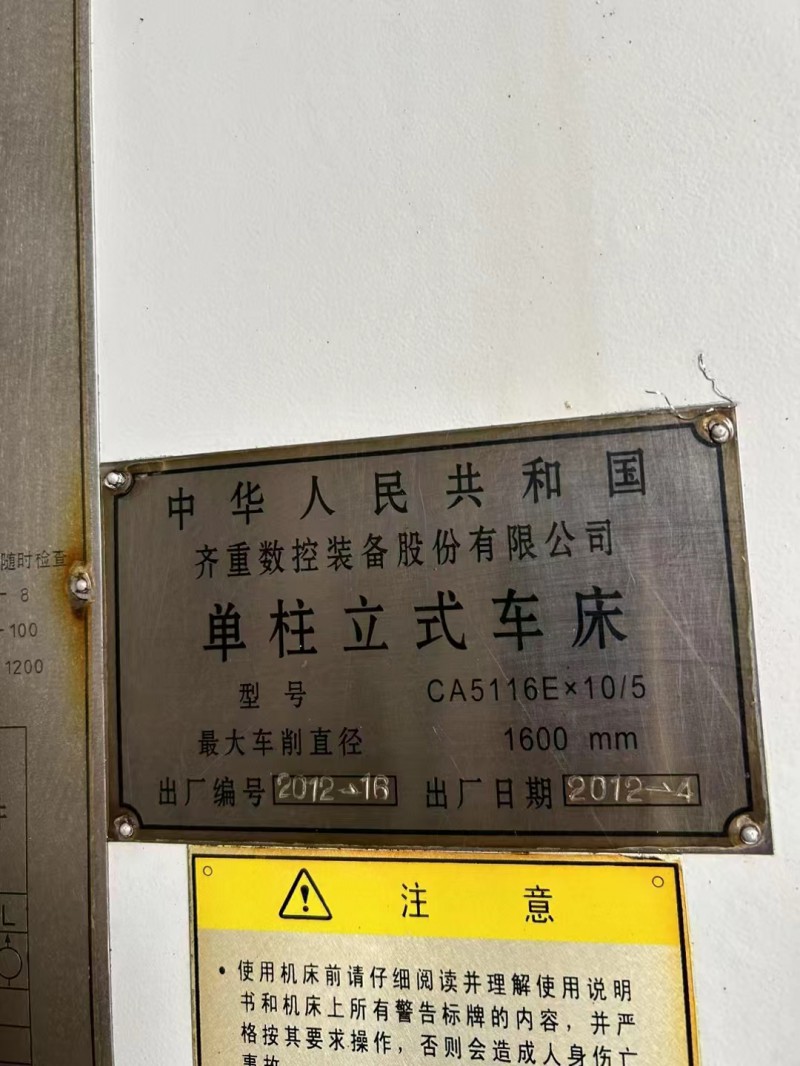 中华人民共和国
齐重数控装备股份有限公司
单柱立式车床
型号 CA5116E×10/5
最大车削直径 1600 mm
出厂编号 2012-16 出厂日期 2012-4
随时检查
- 8
-100
1200
L
注意
• 使用机床前请仔细阅读并理解使用说明
书和机床上所有警告标牌的内容，并严
格按其要求操作，否则会造成人身伤亡
事故